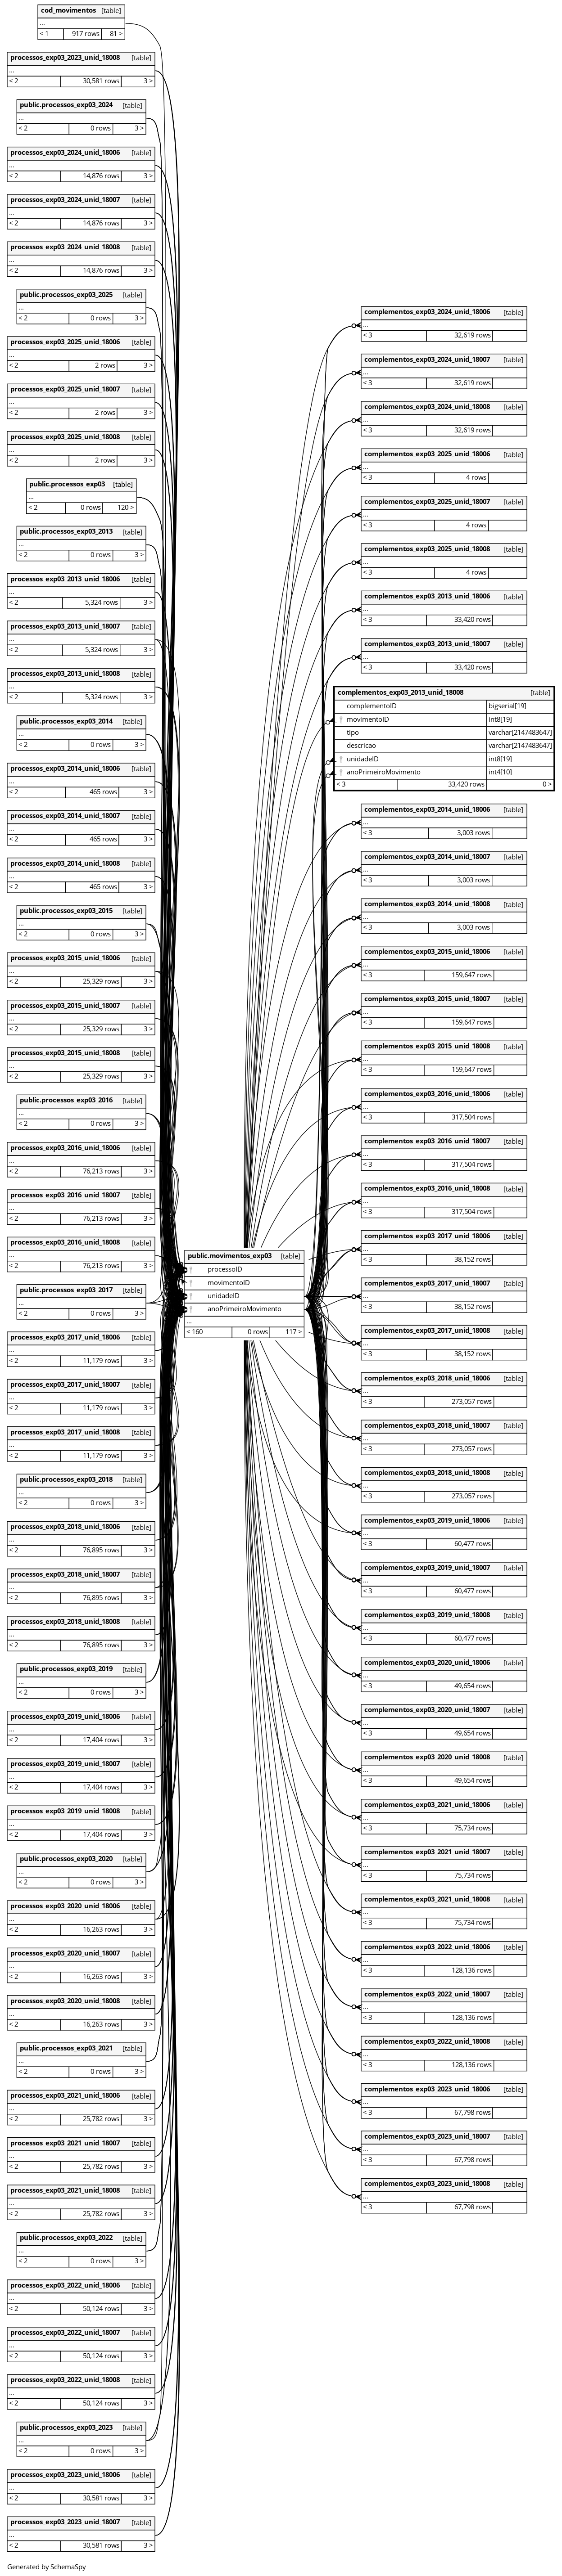 cod_movimentos [table]
...
< 1 917 rows 81 >
processos_exp03_2023_unid_18008 [table]
...
< 2 30,581 rows 3 >
public.processos_exp03_2024 [table]
...
< 2 0 rows 3 >
processos_exp03_2024_unid_18006 [table]
...
< 2 14,876 rows 3 >
processos_exp03_2024_unid_18007 [table]
...
< 2 14,876 rows 3 >
processos_exp03_2024_unid_18008 [table]
...
< 2 14,876 rows 3 >
public.processos_exp03_2025 [table]
...
< 2 0 rows 3 >
processos_exp03_2025_unid_18006 [table]
...
< 2 2 rows 3 >
processos_exp03_2025_unid_18007 [table]
...
< 2 2 rows 3 >
processos_exp03_2025_unid_18008 [table]
...
< 2 2 rows 3 >
public.processos_exp03 [table]
...
< 2 0 rows 120 >
public.processos_exp03_2013 [table]
...
< 2 0 rows 3 >
processos_exp03_2013_unid_18006 [table]
...
< 2 5,324 rows 3 >
processos_exp03_2013_unid_18007 [table]
...
< 2 5,324 rows 3 >
processos_exp03_2013_unid_18008 [table]
...
< 2 5,324 rows 3 >
public.processos_exp03_2014 [table]
...
< 2 0 rows 3 >
processos_exp03_2014_unid_18006 [table]
...
< 2 465 rows 3 >
processos_exp03_2014_unid_18007 [table]
...
< 2 465 rows 3 >
processos_exp03_2014_unid_18008 [table]
...
< 2 465 rows 3 >
public.processos_exp03_2015 [table]
...
< 2 0 rows 3 >
processos_exp03_2015_unid_18006 [table]
...
< 2 25,329 rows 3 >
processos_exp03_2015_unid_18007 [table]
...
< 2 25,329 rows 3 >
processos_exp03_2015_unid_18008 [table]
...
< 2 25,329 rows 3 >
public.processos_exp03_2016 [table]
...
< 2 0 rows 3 >
processos_exp03_2016_unid_18006 [table]
...
< 2 76,213 rows 3 >
processos_exp03_2016_unid_18007 [table]
...
< 2 76,213 rows 3 >
processos_exp03_2016_unid_18008 [table]
...
< 2 76,213 rows 3 >
public.processos_exp03_2017 [table]
...
< 2 0 rows 3 >
processos_exp03_2017_unid_18006 [table]
...
< 2 11,179 rows 3 >
processos_exp03_2017_unid_18007 [table]
...
< 2 11,179 rows 3 >
processos_exp03_2017_unid_18008 [table]
...
< 2 11,179 rows 3 >
public.processos_exp03_2018 [table]
...
< 2 0 rows 3 >
processos_exp03_2018_unid_18006 [table]
...
< 2 76,895 rows 3 >
processos_exp03_2018_unid_18007 [table]
...
< 2 76,895 rows 3 >
processos_exp03_2018_unid_18008 [table]
...
< 2 76,895 rows 3 >
public.processos_exp03_2019 [table]
...
< 2 0 rows 3 >
processos_exp03_2019_unid_18006 [table]
...
< 2 17,404 rows 3 >
processos_exp03_2019_unid_18007 [table]
...
< 2 17,404 rows 3 >
processos_exp03_2019_unid_18008 [table]
...
< 2 17,404 rows 3 >
public.processos_exp03_2020 [table]
...
< 2 0 rows 3 >
processos_exp03_2020_unid_18006 [table]
...
< 2 16,263 rows 3 >
processos_exp03_2020_unid_18007 [table]
...
< 2 16,263 rows 3 >
processos_exp03_2020_unid_18008 [table]
...
< 2 16,263 rows 3 >
public.processos_exp03_2021 [table]
...
< 2 0 rows 3 >
processos_exp03_2021_unid_18006 [table]
...
< 2 25,782 rows 3 >
processos_exp03_2021_unid_18007 [table]
...
< 2 25,782 rows 3 >
processos_exp03_2021_unid_18008 [table]
...
< 2 25,782 rows 3 >
public.processos_exp03_2022 [table]
...
< 2 0 rows 3 >
processos_exp03_2022_unid_18006 [table]
...
< 2 50,124 rows 3 >
processos_exp03_2022_unid_18007 [table]
...
< 2 50,124 rows 3 >
processos_exp03_2022_unid_18008 [table]
...
< 2 50,124 rows 3 >
public.processos_exp03_2023 [table]
...
< 2 0 rows 3 >
processos_exp03_2023_unid_18006 [table]
...
< 2 30,581 rows 3 >
processos_exp03_2023_unid_18007 [table]
...
< 2 30,581 rows 3 >
public.movimentos_exp03 [table]
processoID
movimentoID
unidadeID
anoPrimeiroMovimento
...
< 160 0 rows 117 >
complementos_exp03_2024_unid_18006 [table]
...
< 3 32,619 rows
complementos_exp03_2024_unid_18007 [table]
...
< 3 32,619 rows
complementos_exp03_2024_unid_18008 [table]
...
< 3 32,619 rows
complementos_exp03_2025_unid_18006 [table]
...
< 3 4 rows
complementos_exp03_2025_unid_18007 [table]
...
< 3 4 rows
complementos_exp03_2025_unid_18008 [table]
...
< 3 4 rows
complementos_exp03_2013_unid_18006 [table]
...
< 3 33,420 rows
complementos_exp03_2013_unid_18007 [table]
...
< 3 33,420 rows
complementos_exp03_2013_unid_18008 [table]
complementoID bigserial[19]
movimentoID int8[19]
tipo varchar[2147483647]
descricao varchar[2147483647]
unidadeID int8[19]
anoPrimeiroMovimento int4[10]
< 3 33,420 rows 0 >
complementos_exp03_2014_unid_18006 [table]
...
< 3 3,003 rows
complementos_exp03_2014_unid_18007 [table]
...
< 3 3,003 rows
complementos_exp03_2014_unid_18008 [table]
...
< 3 3,003 rows
complementos_exp03_2015_unid_18006 [table]
...
< 3 159,647 rows
complementos_exp03_2015_unid_18007 [table]
...
< 3 159,647 rows
complementos_exp03_2015_unid_18008 [table]
...
< 3 159,647 rows
complementos_exp03_2016_unid_18006 [table]
...
< 3 317,504 rows
complementos_exp03_2016_unid_18007 [table]
...
< 3 317,504 rows
complementos_exp03_2016_unid_18008 [table]
...
< 3 317,504 rows
complementos_exp03_2017_unid_18006 [table]
...
< 3 38,152 rows
complementos_exp03_2017_unid_18007 [table]
...
< 3 38,152 rows
complementos_exp03_2017_unid_18008 [table]
...
< 3 38,152 rows
complementos_exp03_2018_unid_18006 [table]
...
< 3 273,057 rows
complementos_exp03_2018_unid_18007 [table]
...
< 3 273,057 rows
complementos_exp03_2018_unid_18008 [table]
...
< 3 273,057 rows
complementos_exp03_2019_unid_18006 [table]
...
< 3 60,477 rows
complementos_exp03_2019_unid_18007 [table]
...
< 3 60,477 rows
complementos_exp03_2019_unid_18008 [table]
...
< 3 60,477 rows
complementos_exp03_2020_unid_18006 [table]
...
< 3 49,654 rows
complementos_exp03_2020_unid_18007 [table]
...
< 3 49,654 rows
complementos_exp03_2020_unid_18008 [table]
...
< 3 49,654 rows
complementos_exp03_2021_unid_18006 [table]
...
< 3 75,734 rows
complementos_exp03_2021_unid_18007 [table]
...
< 3 75,734 rows
complementos_exp03_2021_unid_18008 [table]
...
< 3 75,734 rows
complementos_exp03_2022_unid_18006 [table]
...
< 3 128,136 rows
complementos_exp03_2022_unid_18007 [table]
...
< 3 128,136 rows
complementos_exp03_2022_unid_18008 [table]
...
< 3 128,136 rows
complementos_exp03_2023_unid_18006 [table]
...
< 3 67,798 rows
complementos_exp03_2023_unid_18007 [table]
...
< 3 67,798 rows
complementos_exp03_2023_unid_18008 [table]
...
< 3 67,798 rows
Generated by SchemaSpy